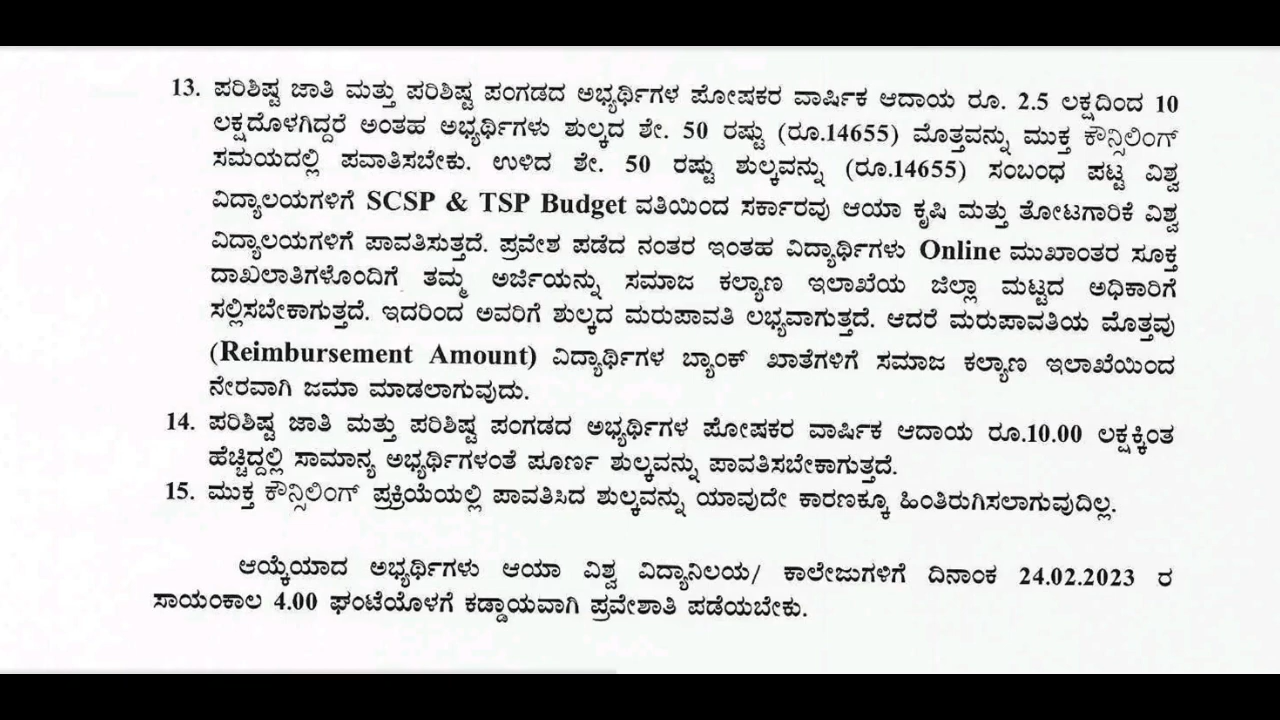 13. ಪರಿಶಿಷ್ಟ ಜಾತಿ ಮತ್ತು ಪರಿಶಿಷ್ಟ ಪಂಗಡದ ಅಭ್ಯರ್ಥಿಗಳ ಪೋಷಕರ ವಾರ್ಷಿಕ ಆದಾಯ ರೂ. 2.5 ಲಕ್ಷದಿಂದ 10
ಲಕ್ಷದೊಳಗಿದ್ದರೆ ಅಂತಹ ಅಭ್ಯರ್ಥಿಗಳು ಶುಲ್ಕದ ಶೇ. 50 ರಷ್ಟು (ರೂ.14655) ಮೊತ್ತವನ್ನು ಮುಕ್ತ ಕೌನ್ಸಿಲಿಂಗ್
ಸಮಯದಲ್ಲಿ ಪವಾತಿಸಬೇಕು. ಉಳಿದ ಶೇ. 50 ರಷ್ಟು ಶುಲ್ಕವನ್ನು (ರೂ.14655) ಸಂಬಂಧ ಪಟ್ಟ ವಿಶ್ವ
ವಿದ್ಯಾಲಯಗಳಿಗೆ SCSP & TSP Budget ವತಿಯಿಂದ ಸರ್ಕಾರವು ಆಯಾ ಕೃಷಿ ಮತ್ತು ತೋಟಗಾರಿಕೆ ವಿಶ್ವ
ವಿದ್ಯಾಲಯಗಳಿಗೆ ಪಾವತಿಸುತ್ತದೆ. ಪ್ರವೇಶ ಪಡೆದ ನಂತರ ಇಂತಹ ವಿದ್ಯಾರ್ಥಿಗಳು Online ಮುಖಾಂತರ ಸೂಕ್ತ
ದಾಖಲಾತಿಗಳೊಂದಿಗೆ ತಮ್ಮ ಅರ್ಜಿಯನ್ನು ಸಮಾಜ ಕಲ್ಯಾಣ ಇಲಾಖೆಯ ಜಿಲ್ಲಾ ಮಟ್ಟದ ಅಧಿಕಾರಿಗೆ
ಸಲ್ಲಿಸಬೇಕಾಗುತ್ತದೆ. ಇದರಿಂದ ಅವರಿಗೆ ಶುಲ್ಕದ ಮರುಪಾವತಿ ಲಭ್ಯವಾಗುತ್ತದೆ. ಆದರೆ ಮರುಪಾವತಿಯ ಮೊತ್ತವು
(Reimbursement Amount) ವಿದ್ಯಾರ್ಥಿಗಳ ಬ್ಯಾಂಕ್ ಖಾತೆಗಳಿಗೆ ಸಮಾಜ ಕಲ್ಯಾಣ ಇಲಾಖೆಯಿಂದ
ನೇರವಾಗಿ ಜಮಾ ಮಾಡಲಾಗುವುದು.
14. ಪರಿಶಿಷ್ಟ ಜಾತಿ ಮತ್ತು ಪರಿಶಿಷ್ಟ ಪಂಗಡದ ಅಭ್ಯರ್ಥಿಗಳ ಪೋಷಕರ ವಾರ್ಷಿಕ ಆದಾಯ ರೂ.10.00 ಲಕ್ಷಕ್ಕಿಂತ
ಹೆಚ್ಚಿದ್ದಲ್ಲಿ ಸಾಮಾನ್ಯ ಅಭ್ಯರ್ಥಿಗಳಂತೆ ಪೂರ್ಣ ಶುಲ್ಕವನ್ನು ಪಾವತಿಸಬೇಕಾಗುತ್ತದೆ.
15. ಮುಕ್ತ ಕೌನ್ಸಿಲಿಂಗ್ ಪ್ರಕ್ರಿಯೆಯಲ್ಲಿ ಪಾವತಿಸಿದ ಶುಲ್ಕವನ್ನು ಯಾವುದೇ ಕಾರಣಕ್ಕೂ ಹಿಂತಿರುಗಿಸಲಾಗುವುದಿಲ್ಲ.
ಆಯ್ಕೆಯಾದ ಅಭ್ಯರ್ಥಿಗಳು ಆಯಾ ವಿಶ್ವ ವಿದ್ಯಾನಿಲಯ/ ಕಾಲೇಜುಗಳಿಗೆ ದಿನಾಂಕ 24.02.2023 ರ
ಸಾಯಂಕಾಲ 4.00 ಘಂಟೆಯೊಳಗೆ ಕಡ್ಡಾಯವಾಗಿ ಪ್ರವೇಶಾತಿ ಪಡೆಯಬೇಕು.